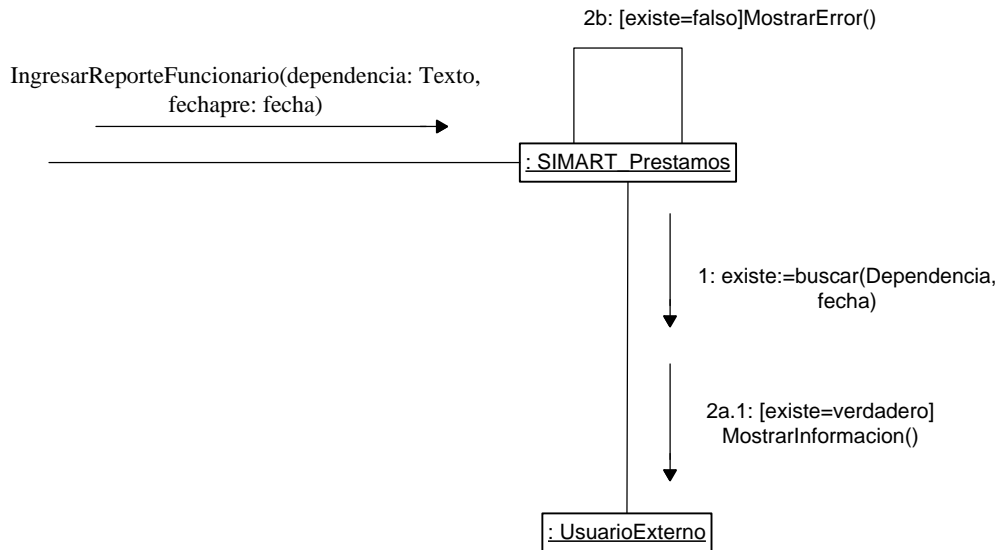 2b: [existe=falso]MostrarError()
IngresarReporteFuncionario(dependencia: Texto,
fechapre: fecha)
: SIMART_Prestamos
1: existe:=buscar(Dependencia,
fecha)
2a.1: [existe=verdadero]
MostrarInformacion()
: UsuarioExterno